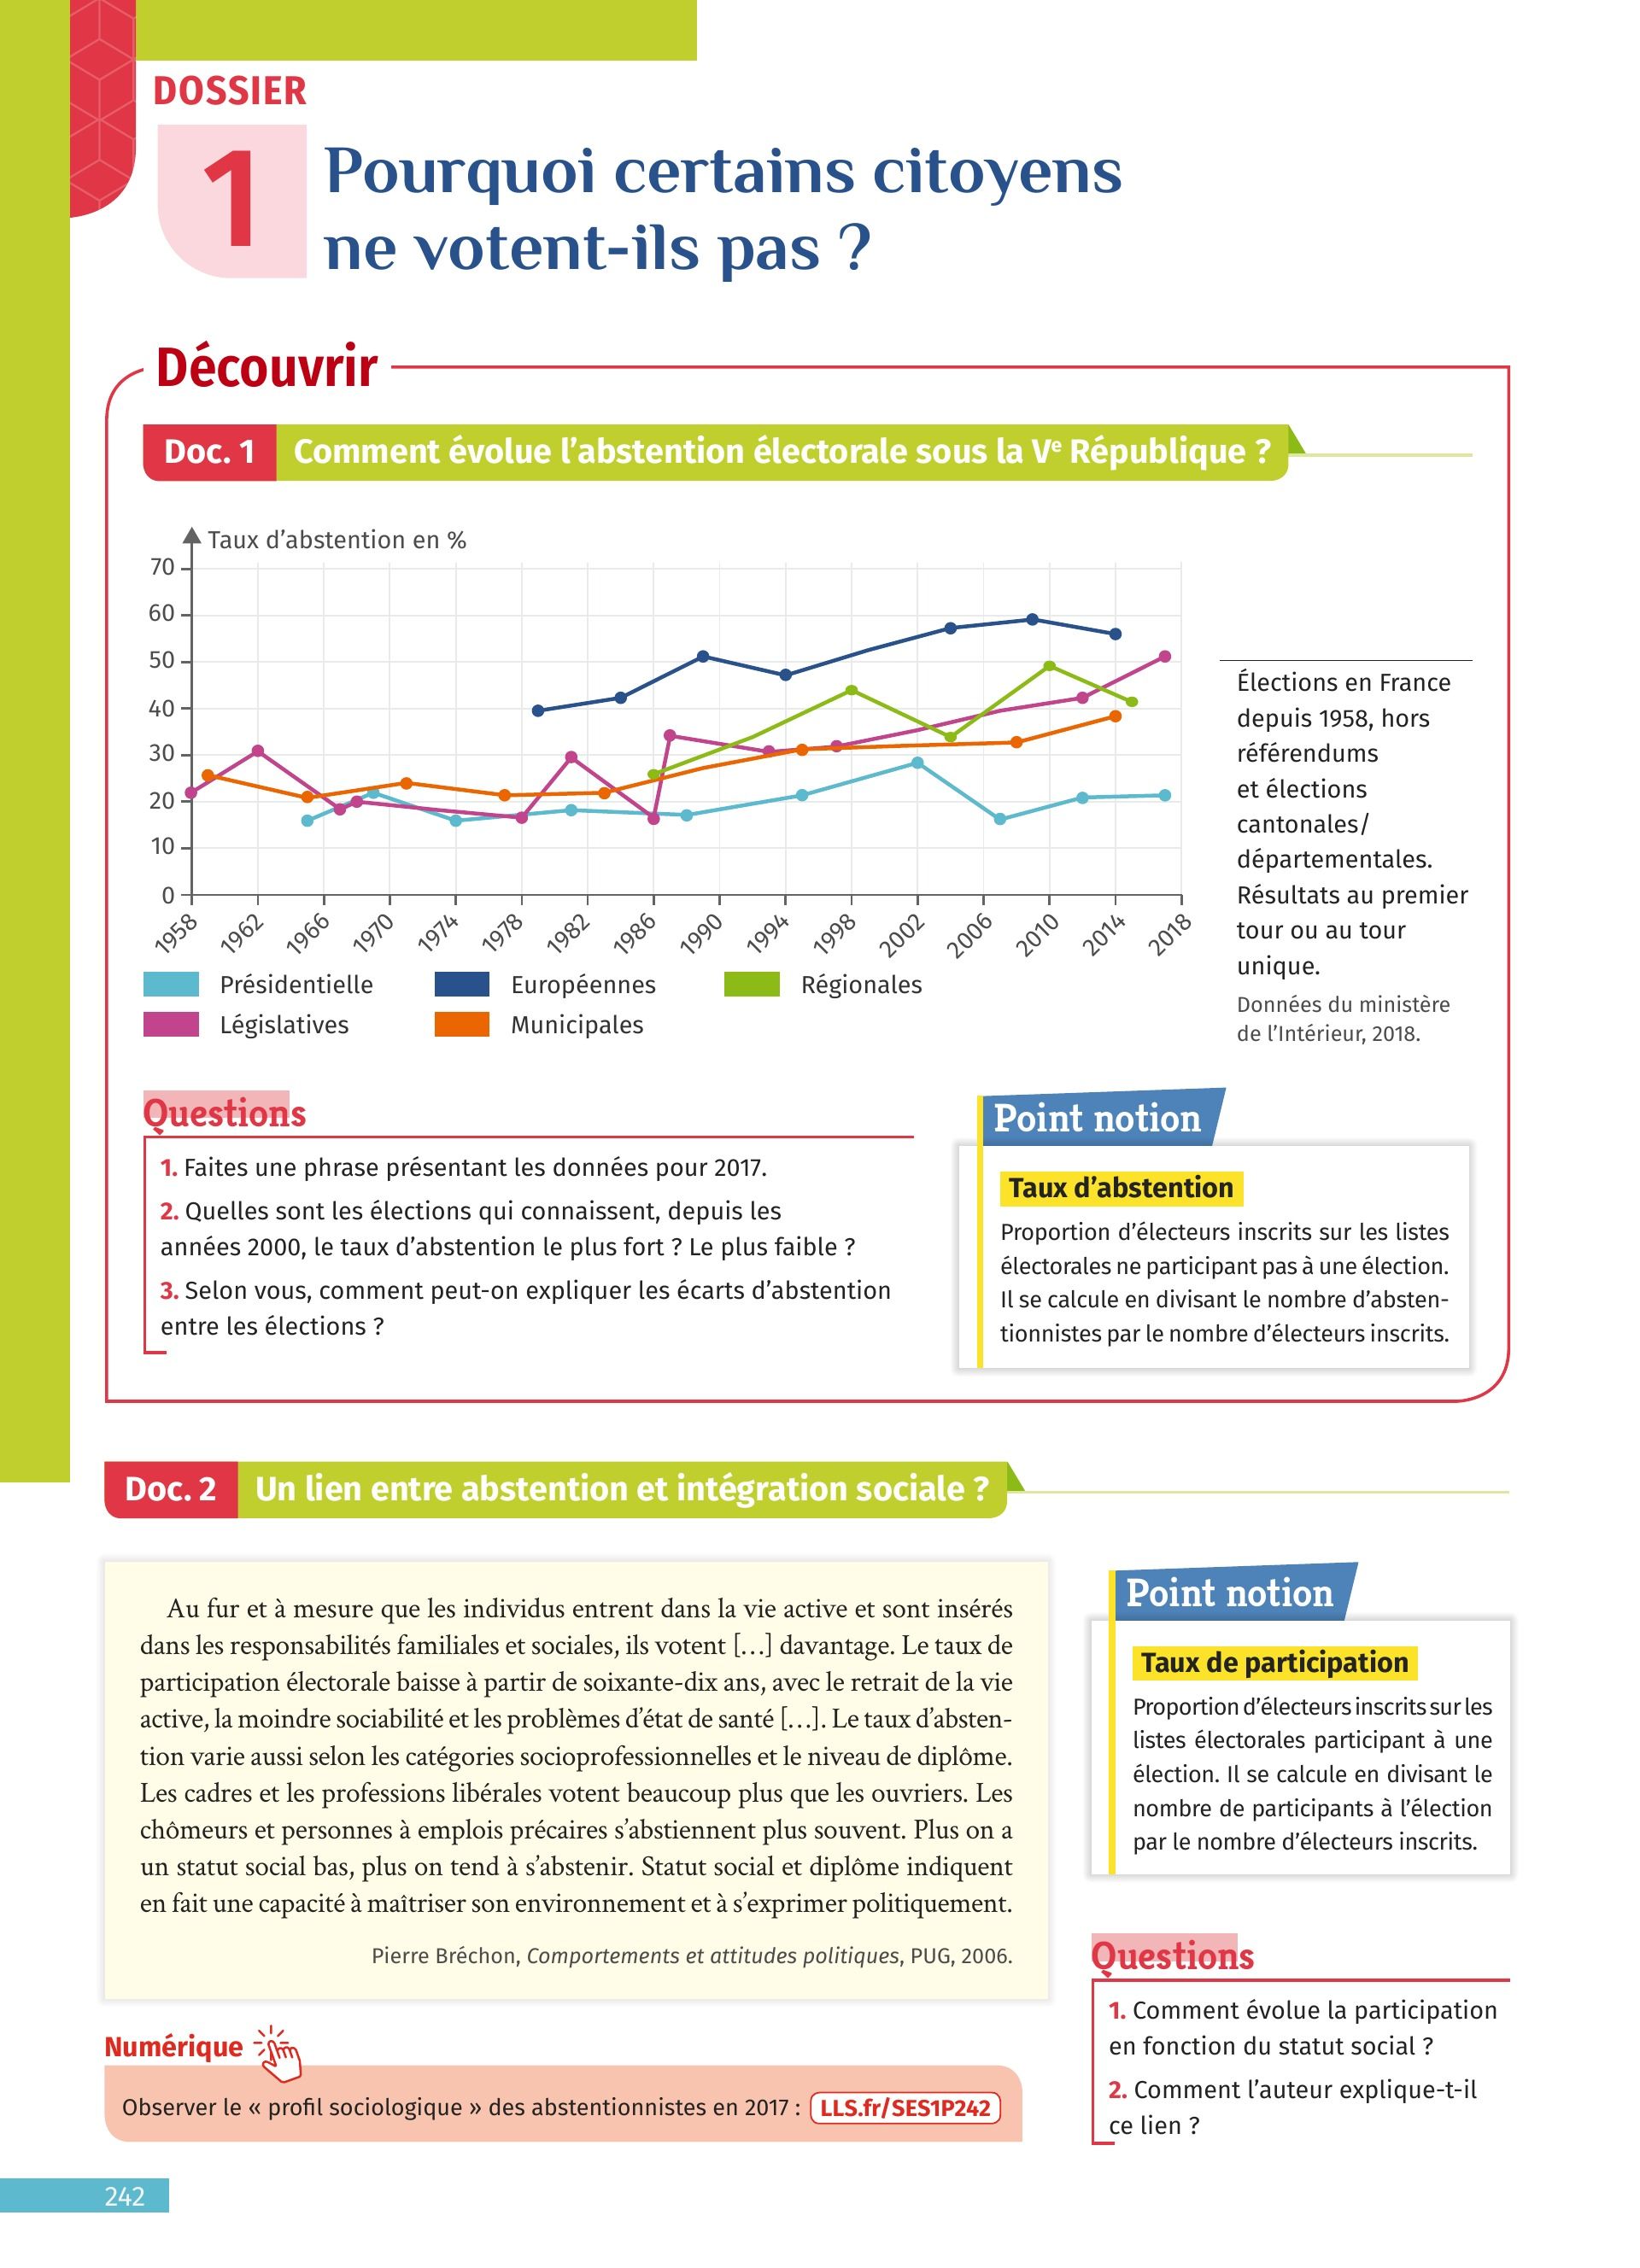 DOSSIER
1
Pourquoi certains citoyens
ne votent-ils pas ?
Découvrir
Doc. 1 Comment évolue l’abstention électorale sous la Ve République ?
Taux d’abstention en %
70
60
50
40
30
20
10
0
1958 1962 1966 1970 1974 1978 1982 1986 1990 1994 1998 2002 2006 2010 2014 2018
Présidentielle Européennes Régionales
Législatives Municipales
Élections en France
depuis 1958, hors
référendums
et élections
cantonales/
départementales.
Résultats au premier
tour ou au tour
unique.
Données du ministère
de l’Intérieur, 2018.
Questions
1. Faites une phrase présentant les données pour 2017.
2. Quelles sont les élections qui connaissent, depuis les
années 2000, le taux d’abstention le plus fort ? Le plus faible ?
3. Selon vous, comment peut-on expliquer les écarts d’abstention
entre les élections ?
Point notion
Taux d’abstention
Proportion d’électeurs inscrits sur les listes
électorales ne participant pas à une élection.
Il se calcule en divisant le nombre d’absten-
tionnistes par le nombre d’électeurs inscrits.
Doc. 2 Un lien entre abstention et intégration sociale ?
Au fur et à mesure que les individus entrent dans la vie active et sont insérés
dans les responsabilités familiales et sociales, ils votent […] davantage. Le taux de
participation électorale baisse à partir de soixante-dix ans, avec le retrait de la vie
active, la moindre sociabilité et les problèmes d’état de santé […]. Le taux d’absten-
tion varie aussi selon les catégories socioprofessionnelles et le niveau de diplôme.
Les cadres et les professions libérales votent beaucoup plus que les ouvriers. Les
chômeurs et personnes à emplois précaires s’abstiennent plus souvent. Plus on a
un statut social bas, plus on tend à s’abstenir. Statut social et diplôme indiquent
en fait une capacité à maîtriser son environnement et à s’exprimer politiquement.
Pierre Bréchon, Comportements et attitudes politiques, PUG, 2006.
Point notion
Taux de participation
Proportion d’électeurs inscrits sur les
listes électorales participant à une
élection. Il se calcule en divisant le
nombre de participants à l’élection
par le nombre d’électeurs inscrits.
Questions
1. Comment évolue la participation
en fonction du statut social ?
2. Comment l’auteur explique-t-il
ce lien ?
Numérique
Observer le « profil sociologique » des abstentionnistes en 2017 : LLS.fr/SES1P242
242